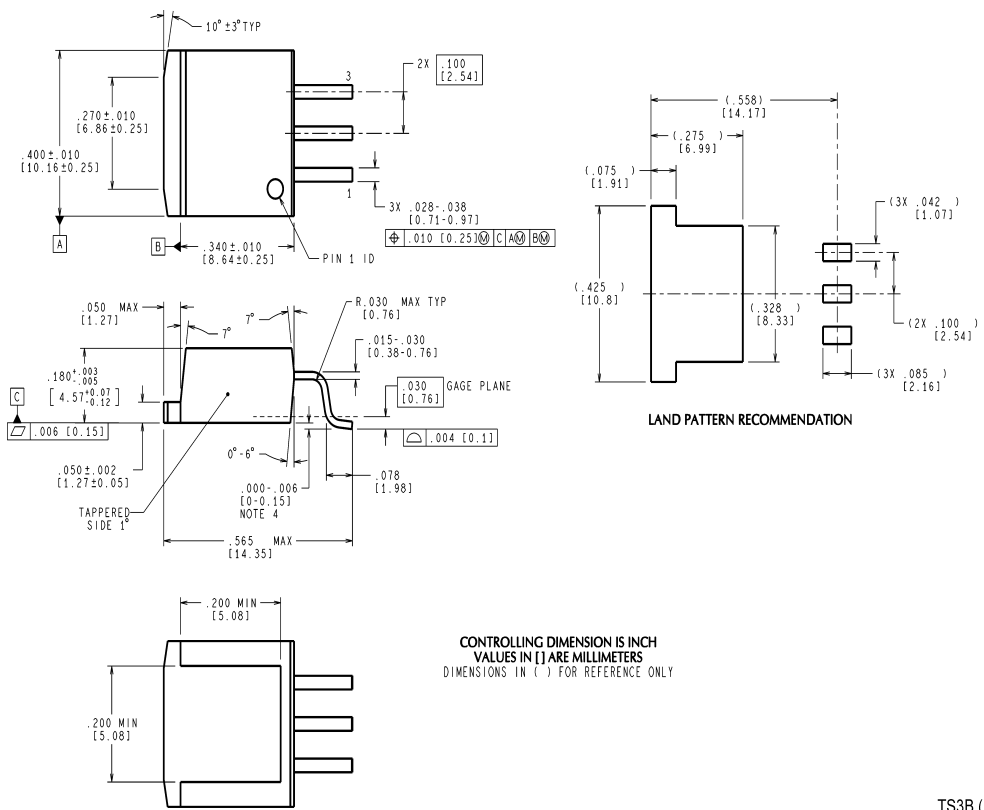 10° ±3° TYP
3
2X .100
[2.54]
.270±.010
[6.86±0.25]
.400±.010
[10.16±0.25]
1
3X .028-.038
[0.71-0.97]
⌖ .010 [0.25]Ⓜ C AⓂ BⓂ
A
B
.340±.010
[8.64±0.25]
PIN 1 ID
(.558)
[14.17]
(.275 )
[6.99]
(.075 )
[1.91]
(3X .042 )
[1.07]
(.425 )
[10.8]
(.328 )
[8.33]
(2X .100 )
[2.54]
(3X .085 )
[2.16]
LAND PATTERN RECOMMENDATION
.050 MAX
[1.27]
7°
7°
R.030 MAX TYP
[0.76]
.015-.030
[0.38-0.76]
.180+.003
-.005
[ 4.57+0.07
-0.12 ]
.030
[0.76]
GAGE PLANE
C
⏥ .006 [0.15]
⌓ .004 [0.1]
0°-6°
.050±.002
[1.27±0.05]
.000-.006
[0-0.15]
NOTE 4
.078
[1.98]
TAPPERED
SIDE 1°
.565 MAX
[14.35]
.200 MIN
[5.08]
.200 MIN
[5.08]
CONTROLLING DIMENSION IS INCH
VALUES IN [ ] ARE MILLIMETERS
DIMENSIONS IN ( ) FOR REFERENCE ONLY
TS3B (